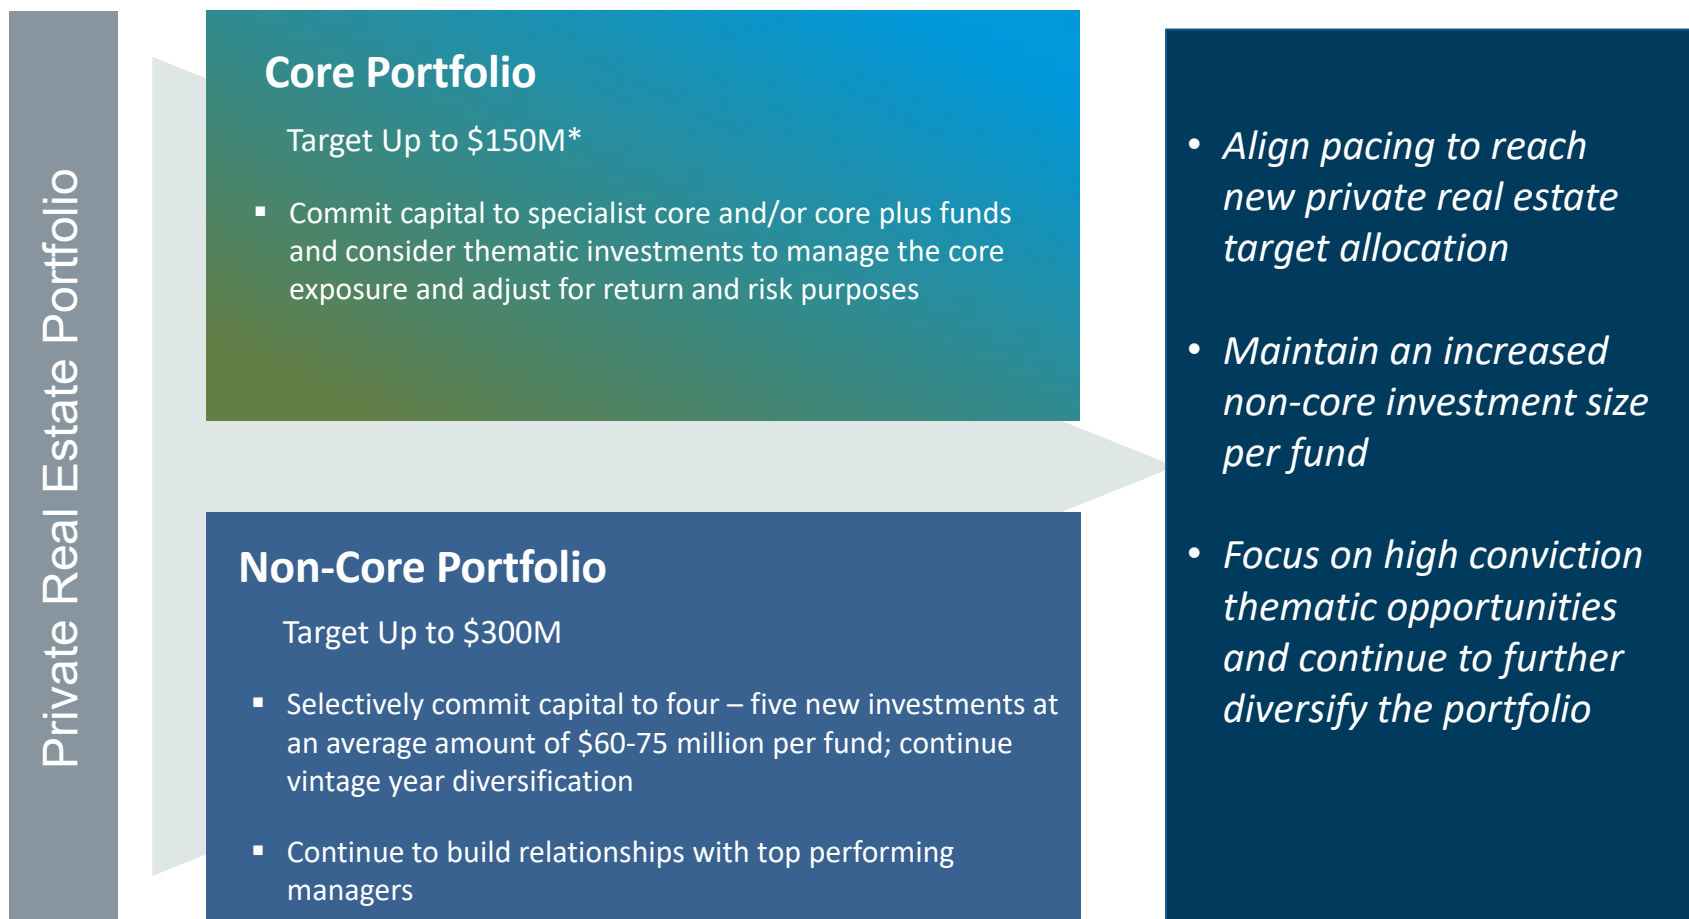 Private Real Estate Portfolio
Core Portfolio
Target Up to $150M*
▪ Commit capital to specialist core and/or core plus funds
and consider thematic investments to manage the core
exposure and adjust for return and risk purposes
Non-Core Portfolio
Target Up to $300M
▪ Selectively commit capital to four – five new investments at
an average amount of $60-75 million per fund; continue
vintage year diversification
▪ Continue to build relationships with top performing
managers
• Align pacing to reach
new private real estate
target allocation
• Maintain an increased
non-core investment size
per fund
• Focus on high conviction
thematic opportunities
and continue to further
diversify the portfolio